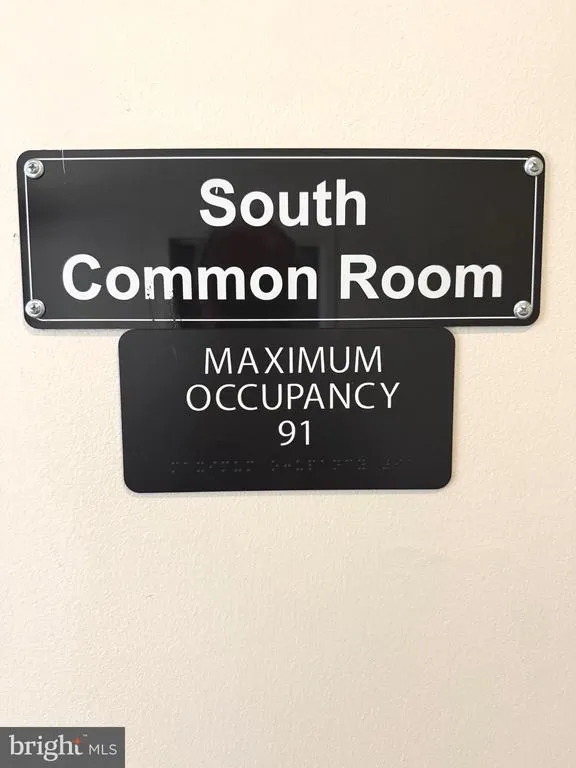 South
Common Room
MAXIMUM
OCCUPANCY
91
bright MLS